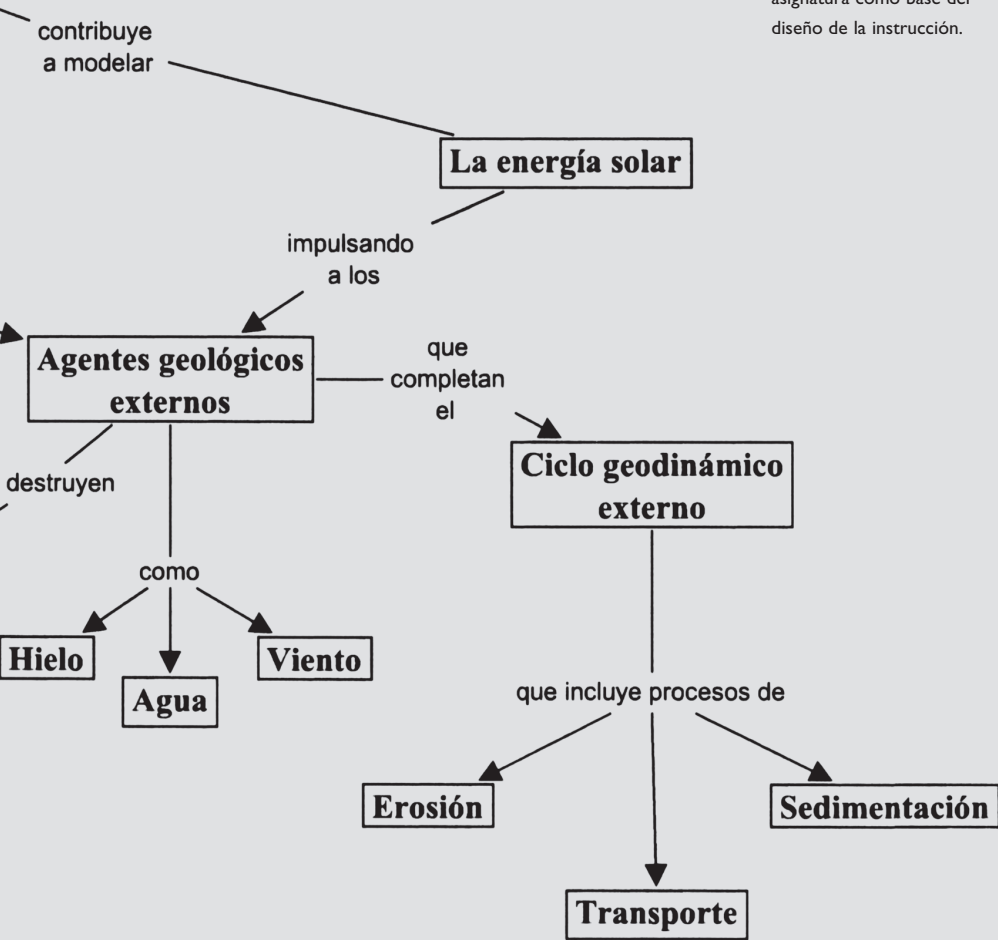 asignatura como base del
diseño de la instrucción.
contribuye
a modelar
La energía solar
impulsando
a los
Agentes geológicos
externos
que
completan
el
Ciclo geodinámico
externo
destruyen
como
Hielo
Agua
Viento
que incluye procesos de
Erosión
Transporte
Sedimentación